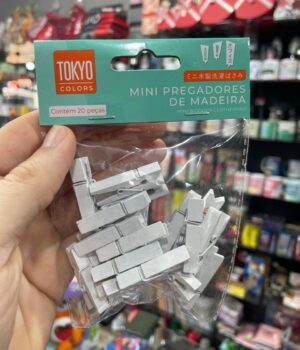 TOKYO
COLORS
Contém 20 peças
ミニ木製洗濯ばさみ
MINI PREGADORES
DE MADEIRA